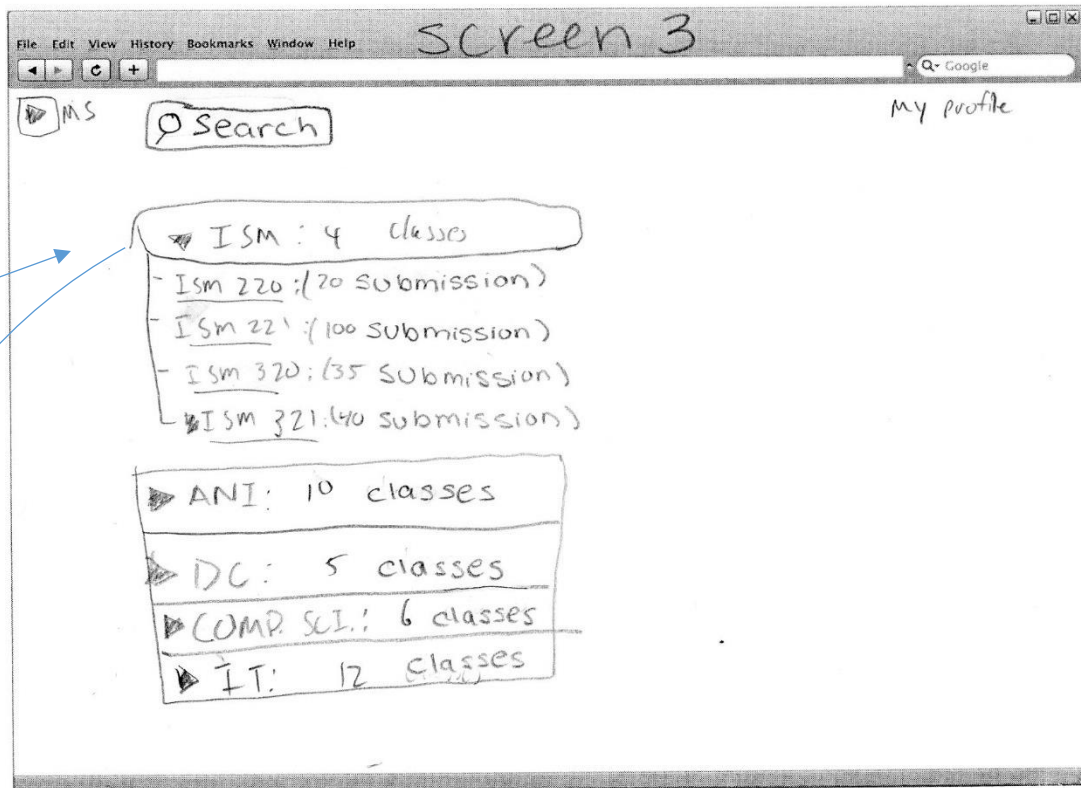 screen 3
File Edit View History Bookmarks Window Help
Google
MS
Search
My profile
ISM : 4 classes
Ism 220 : (20 submission)
Ism 221 : (100 submission)
Ism 320 : (35 submission)
Ism 321 : (40 submission)
ANI: 10 classes
DC: 5 classes
COMP. SCI.: 6 classes
IT: 12 classes